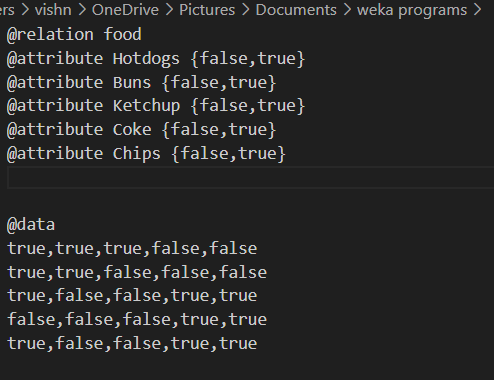 ers > vishn > OneDrive > Pictures > Documents > weka programs >
@relation food
@attribute Hotdogs {false,true}
@attribute Buns {false,true}
@attribute Ketchup {false,true}
@attribute Coke {false,true}
@attribute Chips {false,true}
@data
true,true,true,false,false
true,true,false,false,false
true,false,false,true,true
false,false,false,true,true
true,false,false,true,true